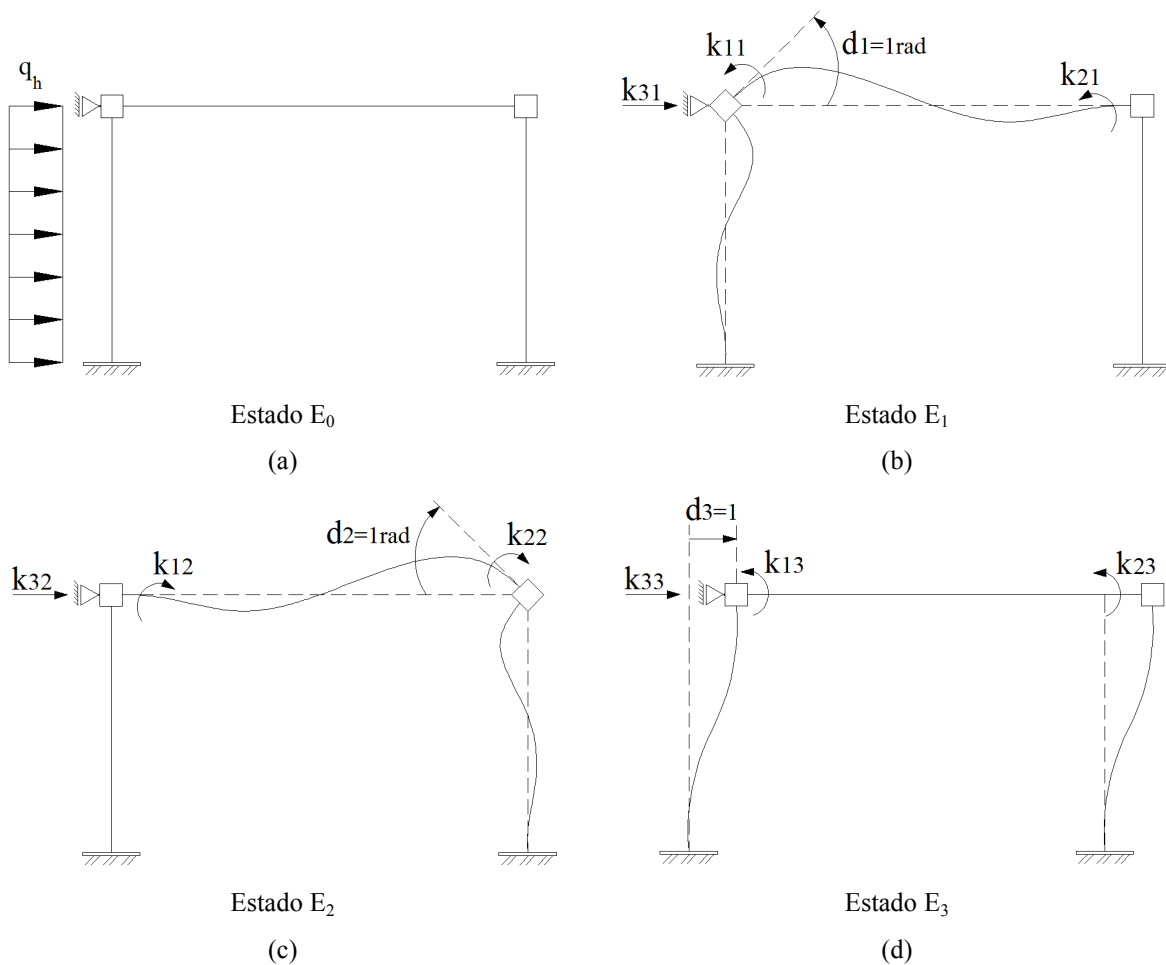 q_h
Estado E₀
(a)
k31
k11
d1=1rad
k21
Estado E₁
(b)
k32
k12
d2=1rad
k22
Estado E₂
(c)
d3=1
k33
k13
k23
Estado E₃
(d)